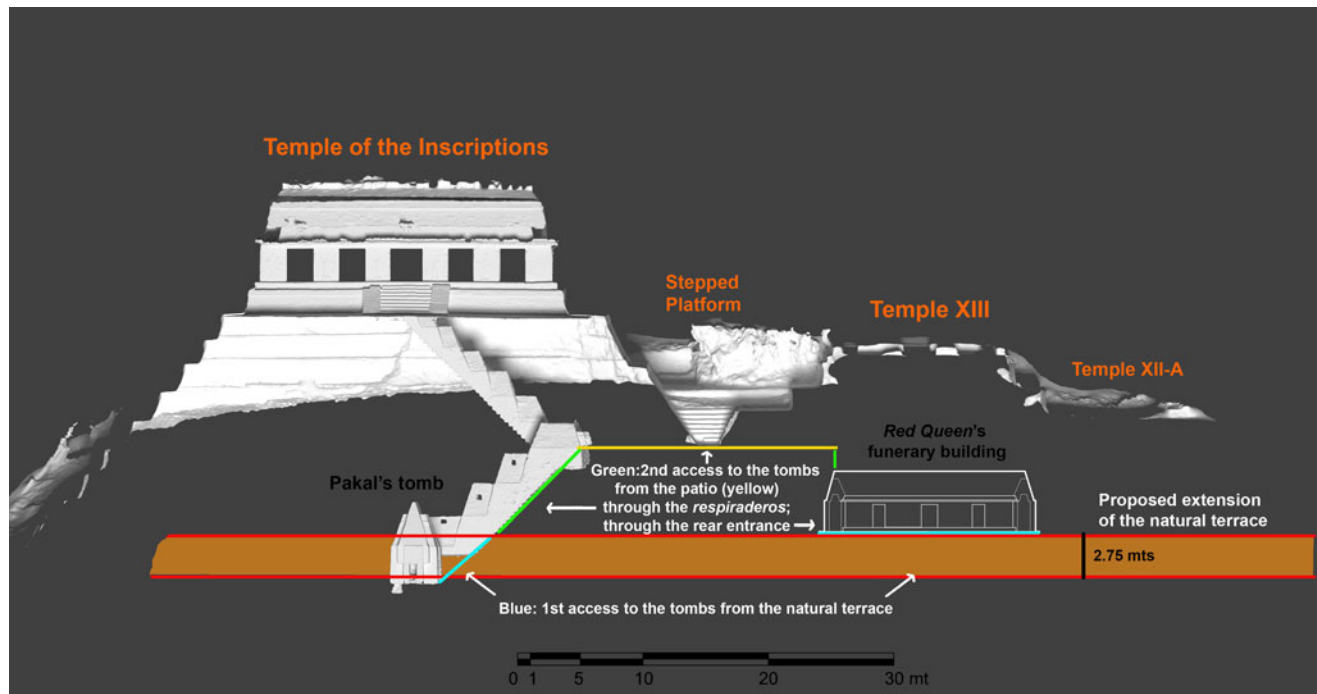 Temple of the Inscriptions
Stepped
Platform
Temple XIII
Temple XII-A
Red Queen's
funerary building
Pakal's tomb
Green:2nd access to the tombs
from the patio (yellow)
through the respiraderos;
through the rear entrance
Proposed extension
of the natural terrace
2.75 mts
Blue: 1st access to the tombs from the natural terrace
0 1 5 10 20 30 mt